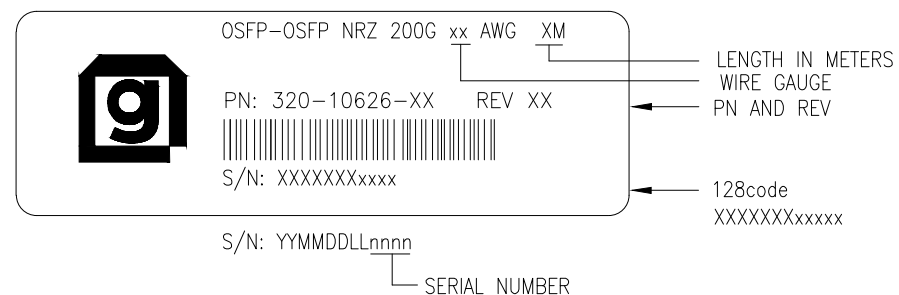 OSFP-OSFP NRZ 200G xx AWG XM
LENGTH IN METERS
WIRE GAUGE
g
PN: 320-10626-XX REV XX
PN AND REV
S/N: XXXXXXXxxxx
128code
XXXXXXXxxxxx
S/N: YYMMDDLLnnnn
SERIAL NUMBER